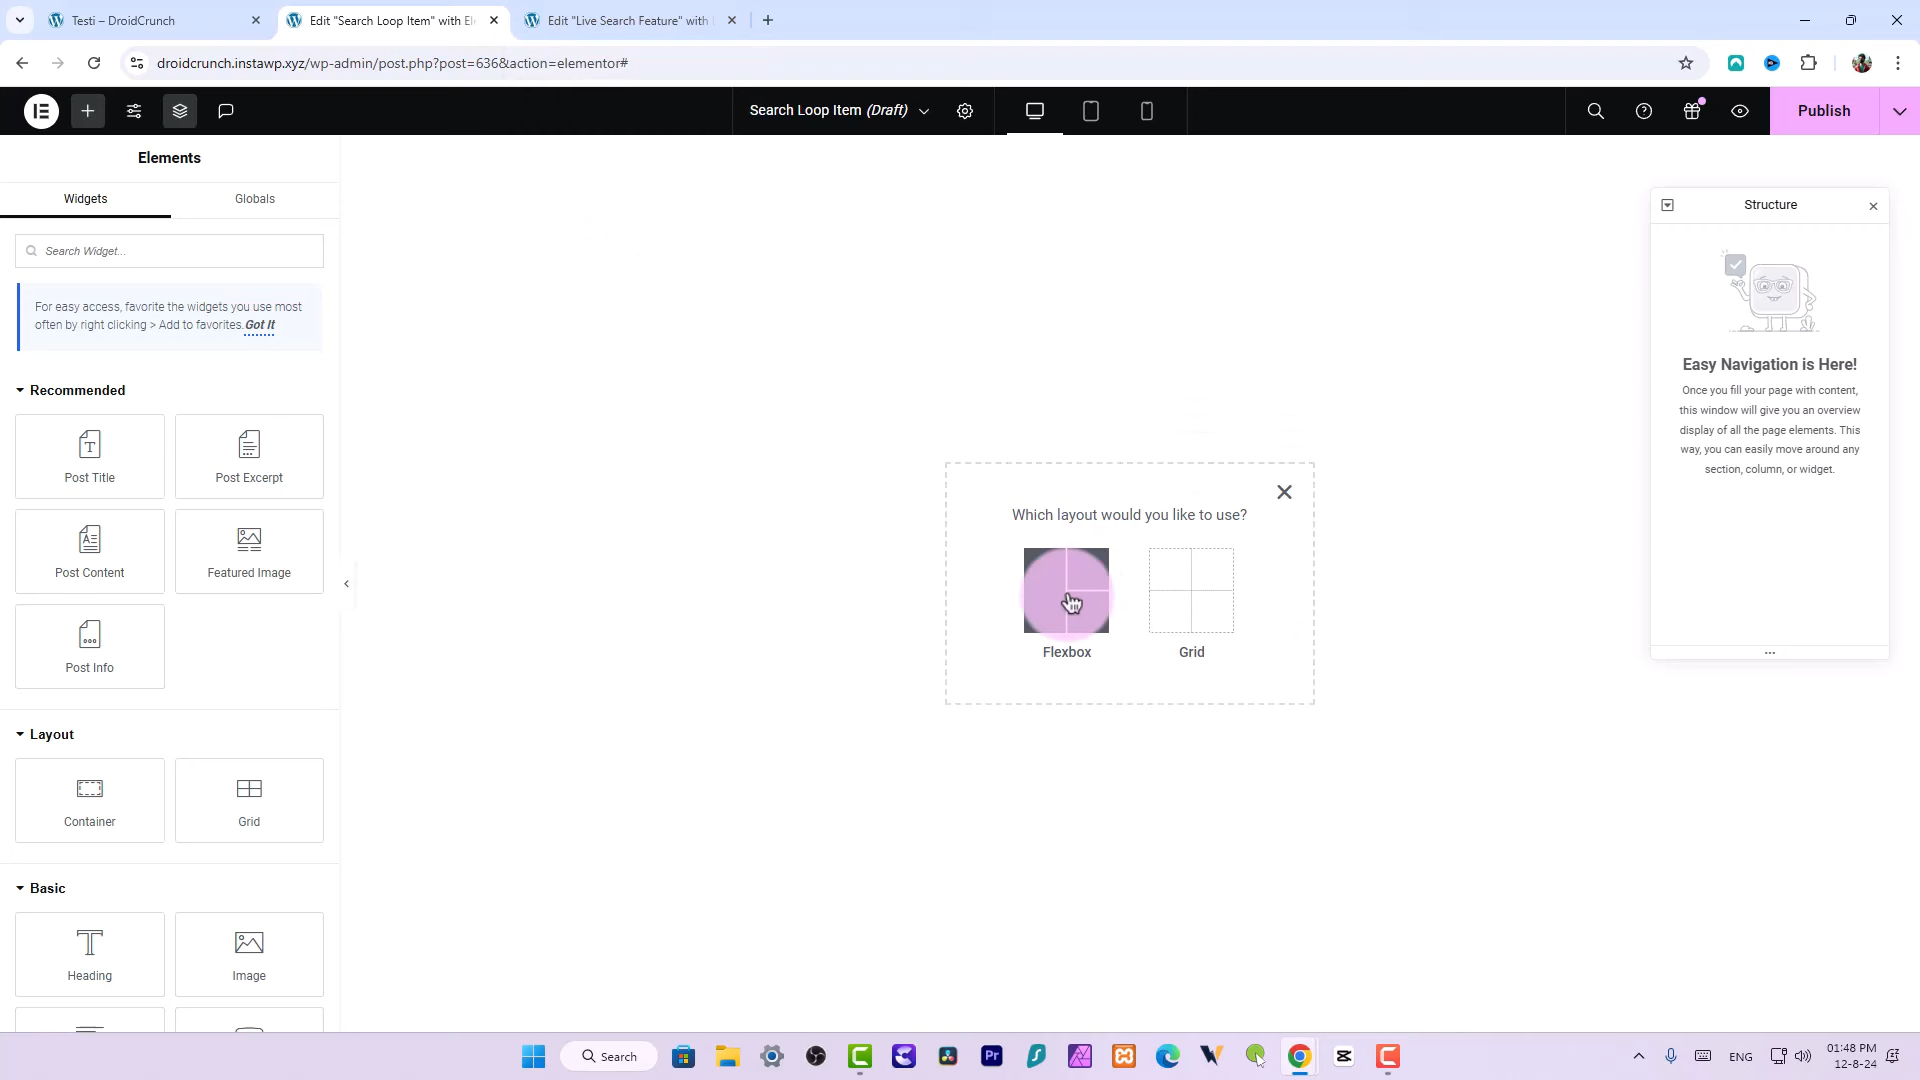 Testi – DroidCrunch
Edit "Search Loop Item" with Ele
Edit "Live Search Feature" with
droidcrunch.instawp.xyz/wp-admin/post.php?post=636&action=elementor#
Search Loop Item (Draft)
Publish
Elements
Widgets
Globals
Search Widget...
For easy access, favorite the widgets you use most
often by right clicking > Add to favorites. Got It
Recommended
Post Title
Post Excerpt
Post Content
Featured Image
Post Info
Layout
Container
Grid
Basic
Heading
Image
Which layout would you like to use?
Flexbox
Grid
Structure
Easy Navigation is Here!
Once you fill your page with content,
this window will give you an overview
display of all the page elements. This
way, you can easily move around any
section, column, or widget.
Search
Pr
ENG
01:48 PM
12-8-24